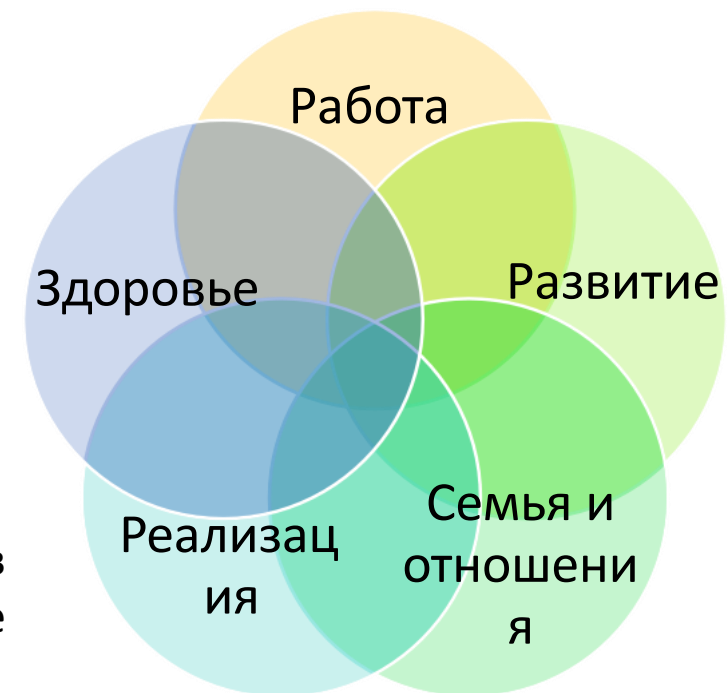 Работа
Здоровье
Развитие
Семья и
отношени
я
Реализац
ия
в
е